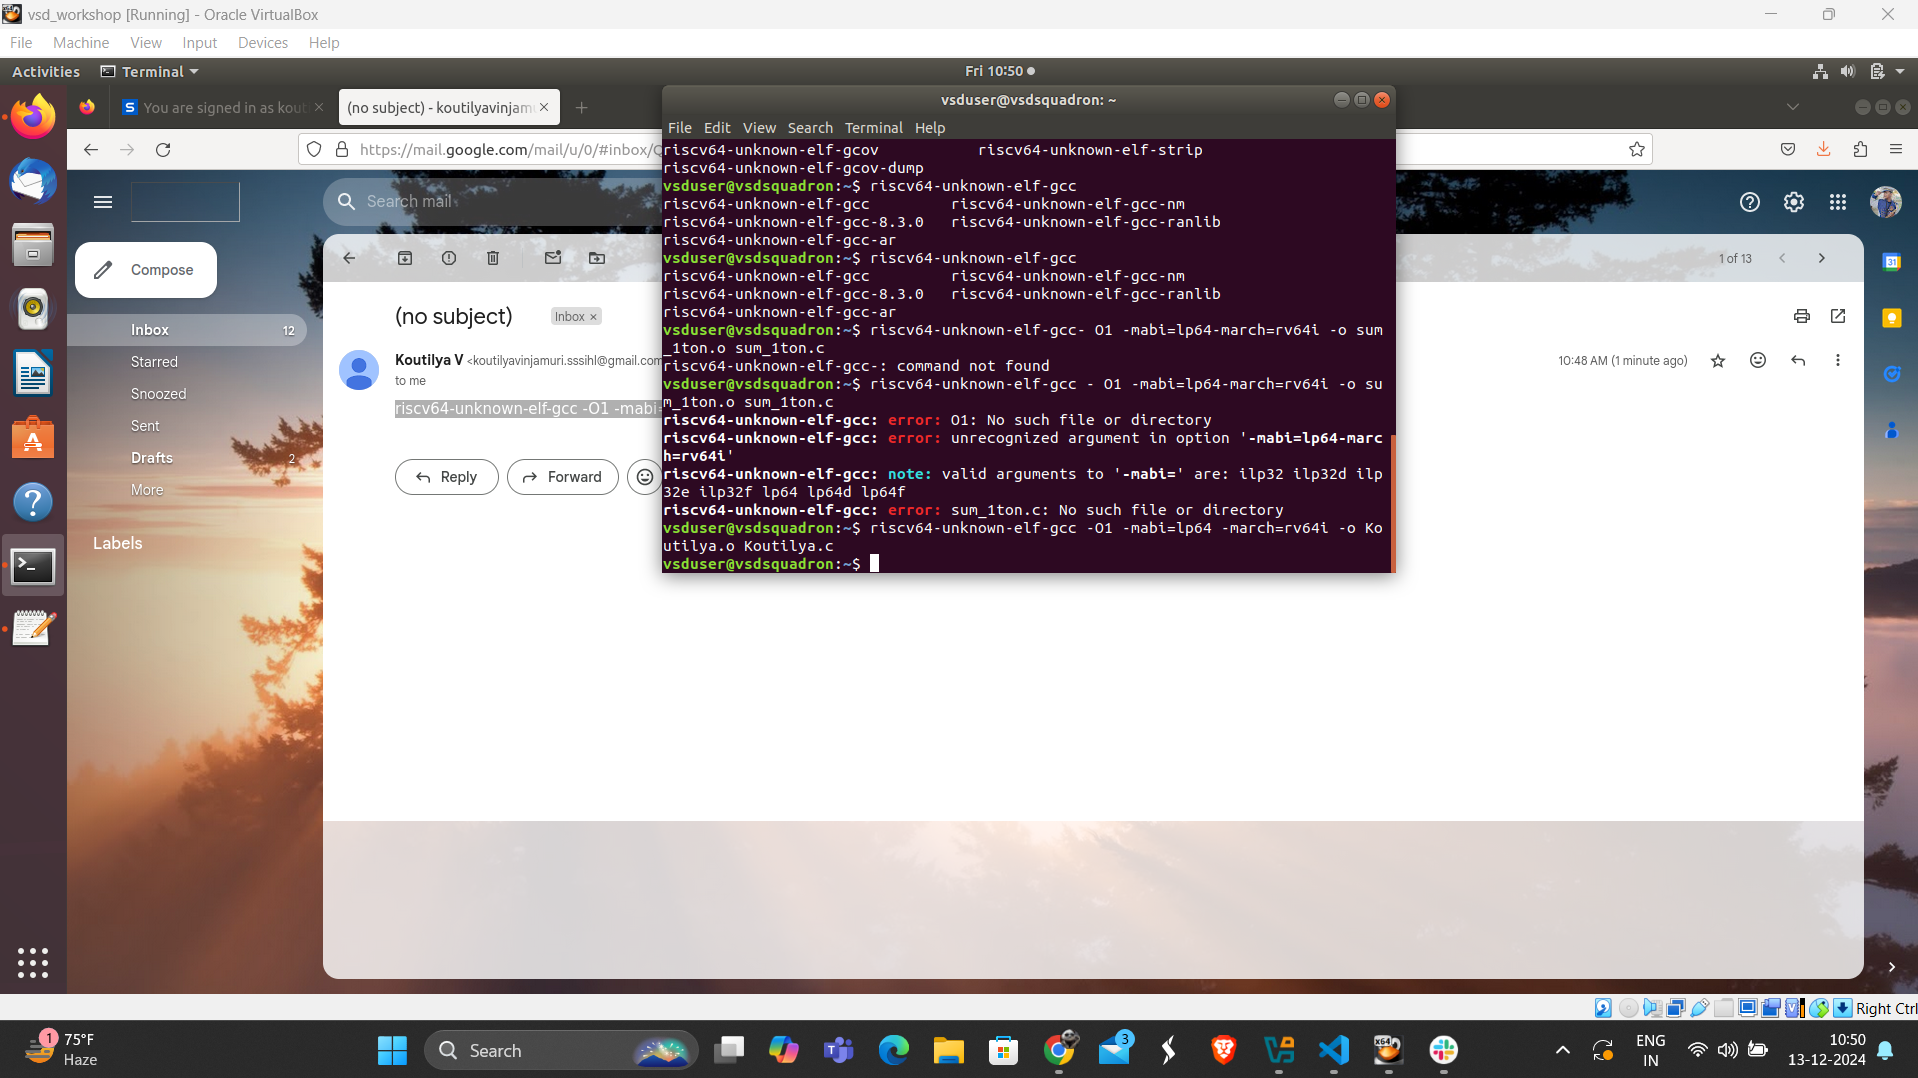 vsd_workshop [Running] - Oracle VirtualBox
File Machine View Input Devices Help
Activities Terminal Fri 10:50
You are signed in as kout
(no subject) - koutilyavinjam
vsduser@vsdsquadron: ~
File Edit View Search Terminal Help
https://mail.google.com/mail/u/0/#inbox/
Search mail
Compose
Inbox 12
Starred
Snoozed
Sent
Drafts 2
More
Labels
1 of 13
(no subject)
Inbox ×
Koutilya V <koutilyavinjamuri.sssihl@gmail.com
to me
10:48 AM (1 minute ago)
riscv64-unknown-elf-gcc -O1 -mabi=
Reply
Forward
riscv64-unknown-elf-gcov riscv64-unknown-elf-strip
riscv64-unknown-elf-gcov-dump
vsduser@vsdsquadron:~$ riscv64-unknown-elf-gcc
riscv64-unknown-elf-gcc riscv64-unknown-elf-gcc-nm
riscv64-unknown-elf-gcc-8.3.0 riscv64-unknown-elf-gcc-ranlib
riscv64-unknown-elf-gcc-ar
vsduser@vsdsquadron:~$ riscv64-unknown-elf-gcc
riscv64-unknown-elf-gcc riscv64-unknown-elf-gcc-nm
riscv64-unknown-elf-gcc-8.3.0 riscv64-unknown-elf-gcc-ranlib
riscv64-unknown-elf-gcc-ar
vsduser@vsdsquadron:~$ riscv64-unknown-elf-gcc- O1 -mabi=lp64-march=rv64i -o sum
_1ton.o sum_1ton.c
riscv64-unknown-elf-gcc-: command not found
vsduser@vsdsquadron:~$ riscv64-unknown-elf-gcc - O1 -mabi=lp64-march=rv64i -o su
m_1ton.o sum_1ton.c
riscv64-unknown-elf-gcc: error: O1: No such file or directory
riscv64-unknown-elf-gcc: error: unrecognized argument in option '-mabi=lp64-marc
h=rv64i'
riscv64-unknown-elf-gcc: note: valid arguments to '-mabi=' are: ilp32 ilp32d ilp
32e ilp32f lp64 lp64d lp64f
riscv64-unknown-elf-gcc: error: sum_1ton.c: No such file or directory
vsduser@vsdsquadron:~$ riscv64-unknown-elf-gcc -O1 -mabi=lp64 -march=rv64i -o Ko
utilya.o Koutilya.c
vsduser@vsdsquadron:~$
31
Right Ctrl
1
75°F
Haze
Search
3
x64
ENG
IN
10:50
13-12-2024